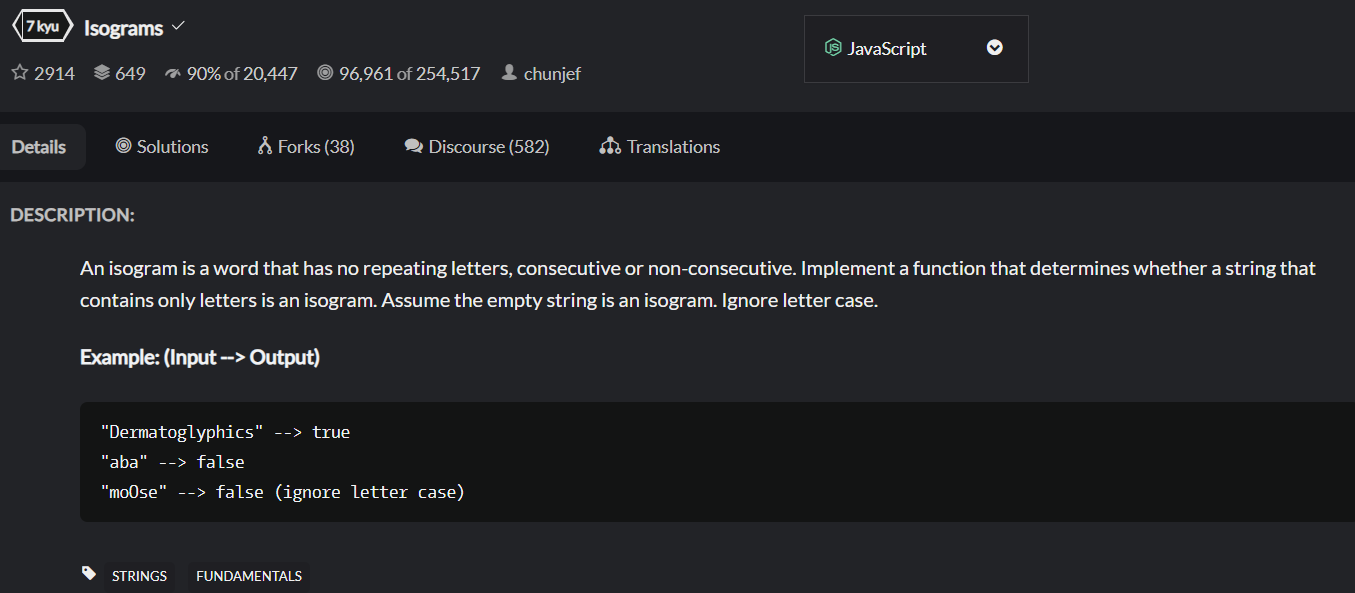 7 kyu Isograms
JavaScript
2914 649 90% of 20,447 96,961 of 254,517 chunjef
Details Solutions Forks (38) Discourse (582) Translations
DESCRIPTION:
An isogram is a word that has no repeating letters, consecutive or non-consecutive. Implement a function that determines whether a string that
contains only letters is an isogram. Assume the empty string is an isogram. Ignore letter case.
Example: (Input --> Output)
"Dermatoglyphics" --> true
"aba" --> false
"moOse" --> false (ignore letter case)
STRINGS FUNDAMENTALS